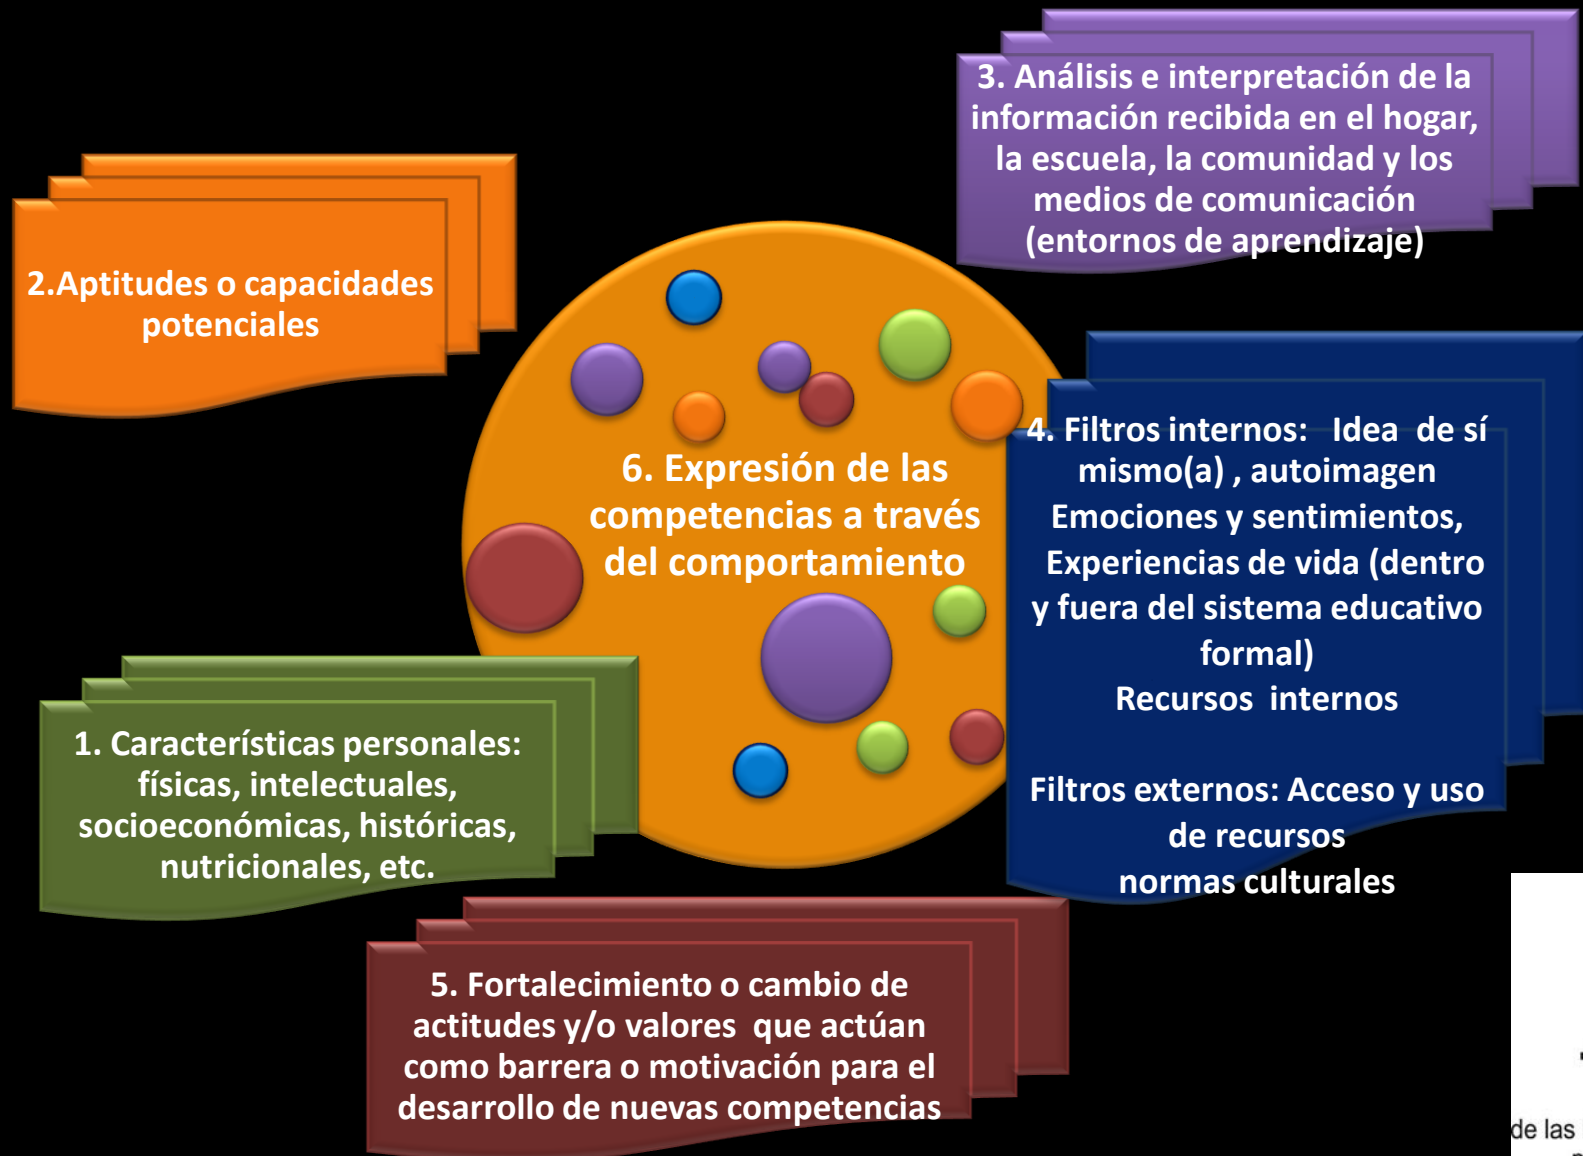 3. Análisis e interpretación de la
información recibida en el hogar,
la escuela, la comunidad y los
medios de comunicación
(entornos de aprendizaje)
2.Aptitudes o capacidades
potenciales
4. Filtros internos: Idea de sí
mismo(a) , autoimagen
Emociones y sentimientos,
Experiencias de vida (dentro
y fuera del sistema educativo
formal)
Recursos internos
Filtros externos: Acceso y uso
de recursos
normas culturales
6. Expresión de las
competencias a través
del comportamiento
1. Características personales:
físicas, intelectuales,
socioeconómicas, históricas,
nutricionales, etc.
5. Fortalecimiento o cambio de
actitudes y/o valores que actúan
como barrera o motivación para el
desarrollo de nuevas competencias
de las